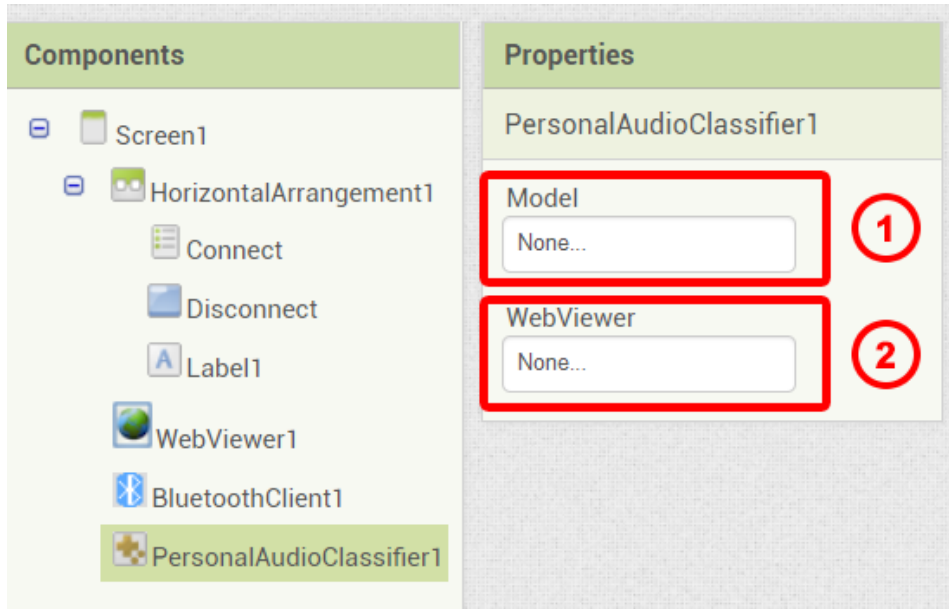 Components
Screen1
HorizontalArrangement1
Connect
Disconnect
A Label1
WebViewer1
BluetoothClient1
PersonalAudioClassifier1
Properties
PersonalAudioClassifier1
Model
None...
1
WebViewer
None...
2